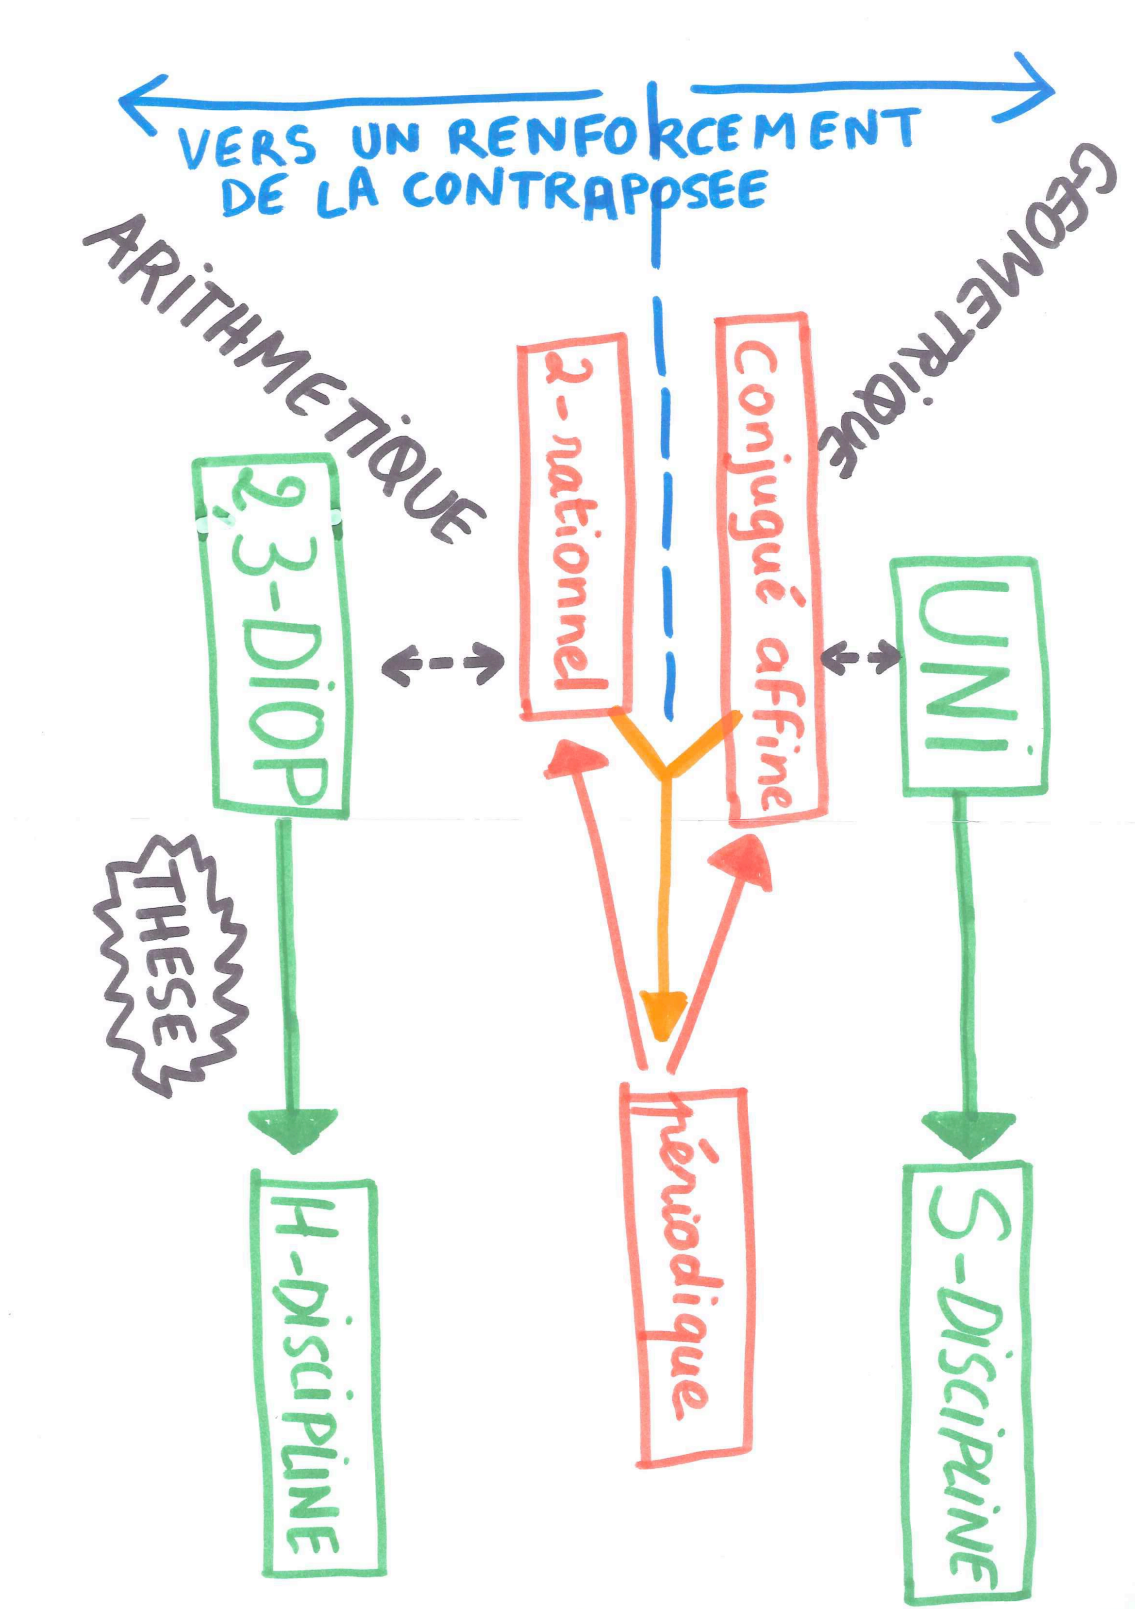 VERS UN RENFORCEMENT
DE LA CONTRAPOSEE
ARiTHMETiQUE
GEOMETRiQUE
2-rationnel
Conjugué affine
2,3-DiOP
UNi
THESE
périodique
H-DiSCiPLiNE
S-DiSCiPLiNE